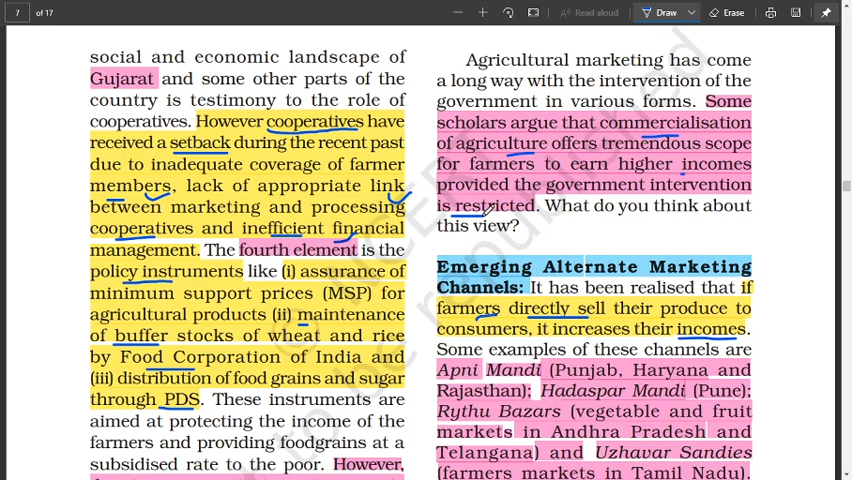 7 of 17
Read aloud
Draw
Erase
social and economic landscape of
Gujarat and some other parts of the
country is testimony to the role of
cooperatives. However cooperatives have
received a setback during the recent past
due to inadequate coverage of farmer
members, lack of appropriate link
between marketing and processing
cooperatives and inefficient financial
management. The fourth element is the
policy instruments like (i) assurance of
minimum support prices (MSP) for
agricultural products (ii) maintenance
of buffer stocks of wheat and rice
by Food Corporation of India and
(iii) distribution of food grains and sugar
through PDS. These instruments are
aimed at protecting the income of the
farmers and providing foodgrains at a
subsidised rate to the poor. However,
Agricultural marketing has come
a long way with the intervention of the
government in various forms. Some
scholars argue that commercialisation
of agriculture offers tremendous scope
for farmers to earn higher incomes
provided the government intervention
is restricted. What do you think about
this view?
Emerging Alternate Marketing
Channels: It has been realised that if
farmers directly sell their produce to
consumers, it increases their incomes.
Some examples of these channels are
Apni Mandi (Punjab, Haryana and
Rajasthan); Hadaspar Mandi (Pune);
Rythu Bazars (vegetable and fruit
markets in Andhra Pradesh and
Telangana) and Uzhavar Sandies
(farmers markets in Tamil Nadu).